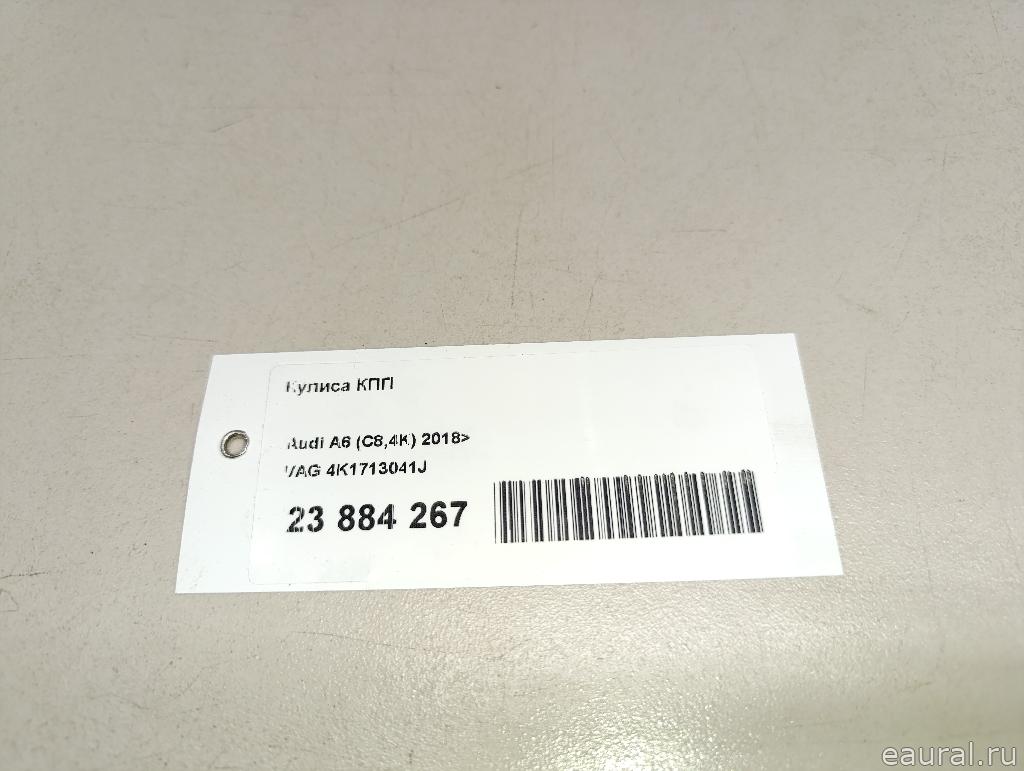 Кулиса КПП
Audi A6 (C8,4K) 2018>
VAG 4K1713041J
23 884 267
eaural.ru